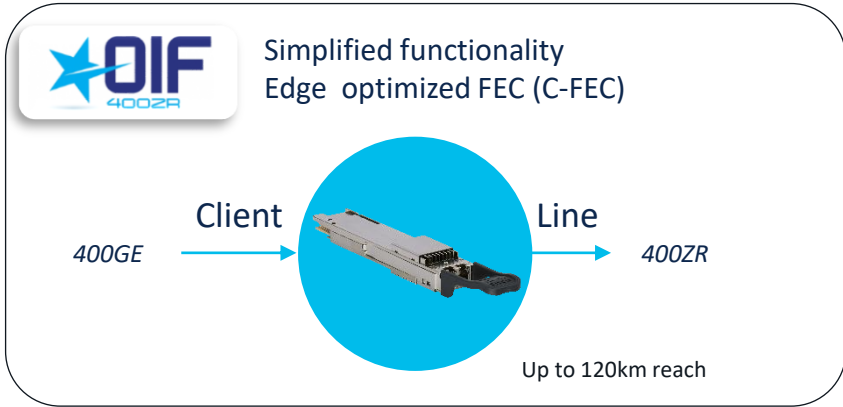 OIF
400ZR
Simplified functionality
Edge optimized FEC (C-FEC)
Client
Line
400GE
400ZR
Up to 120km reach